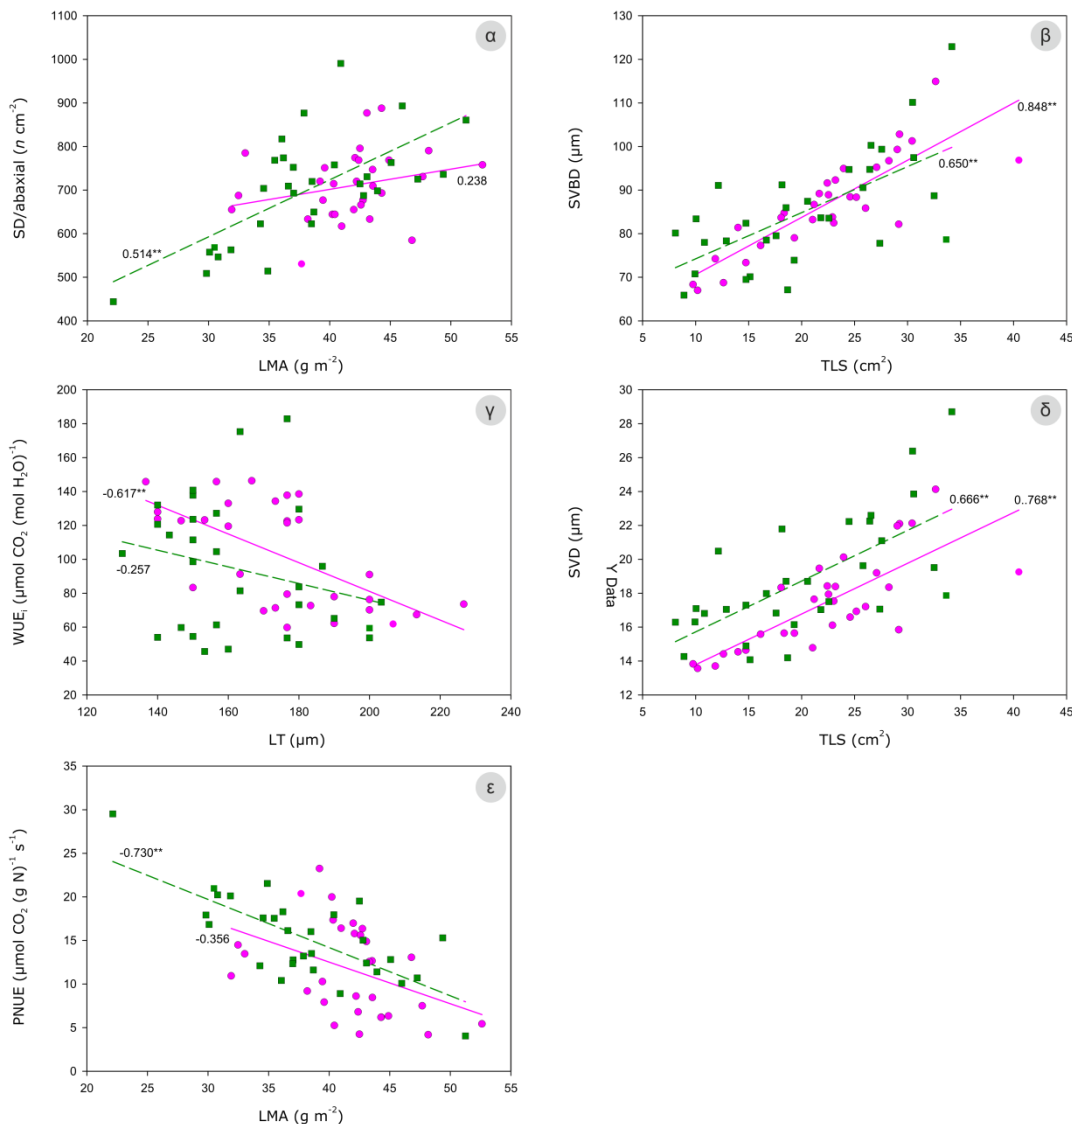 α
1100
1000
900
800
700
600
500
400
SD/abaxial (n cm⁻²)
0.514**
0.238
20 25 30 35 40 45 50 55
LMA (g m⁻²)
β
130
120
110
100
90
80
70
60
SVBD (µm)
0.848**
0.650**
5 10 15 20 25 30 35 40 45
TLS (cm²)
γ
200
180
160
140
120
100
80
60
40
20
WUEᵢ (µmol CO₂ (mol H₂O)⁻¹
-0.617**
-0.257
120 140 160 180 200 220 240
LT (µm)
δ
28
26
24
22
20
18
16
14
12
30
SVD (µm)
Y Data
0.666**
0..768**
5 10 15 20 25 30 35 40 45
TLS (cm²)
ε
35
30
25
20
15
10
5
0
PNUE (µmol CO₂ (g N)⁻¹ s⁻¹)
-0.730**
-0.356
20 25 30 35 40 45 50 55
LMA (g m⁻²)